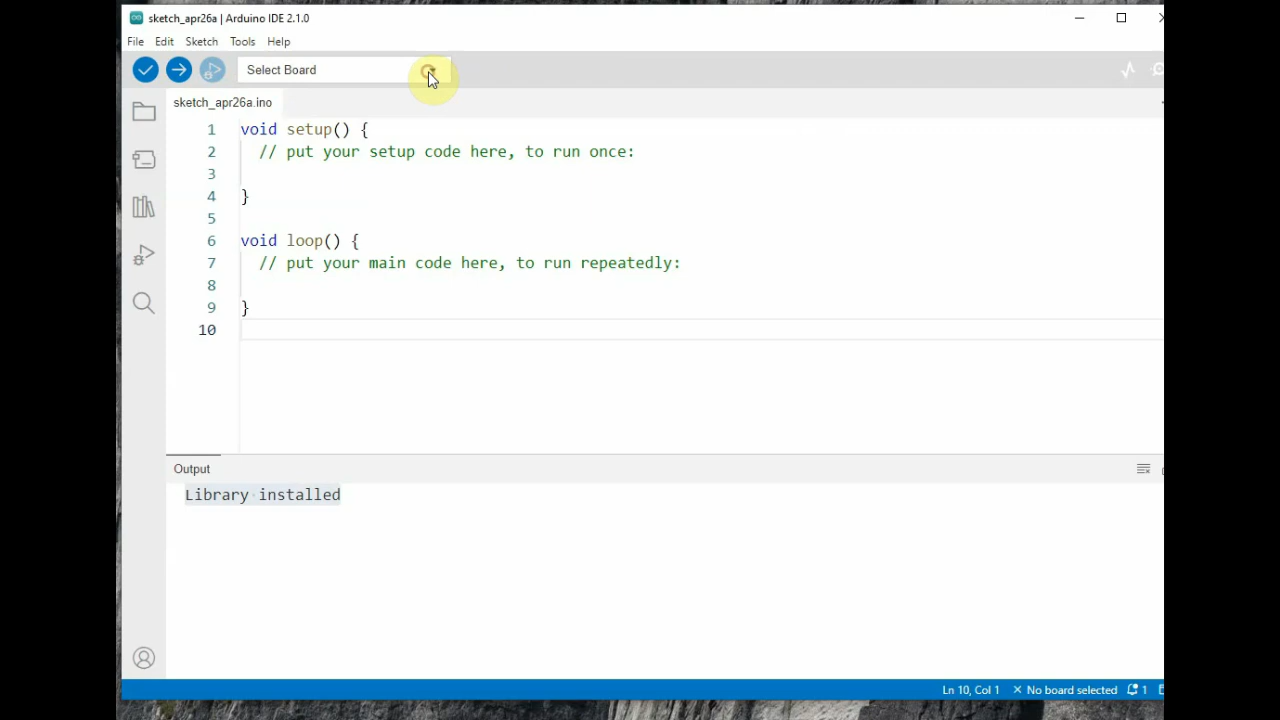 sketch_apr26a | Arduino IDE 2.1.0
File Edit Sketch Tools Help
Select Board
sketch_apr26a.ino
1 void setup() {
2 // put your setup code here, to run once:
3
4 }
5
6 void loop() {
7 // put your main code here, to run repeatedly:
8
9 }
10
Output
Library installed
Ln 10, Col 1 × No board selected 1